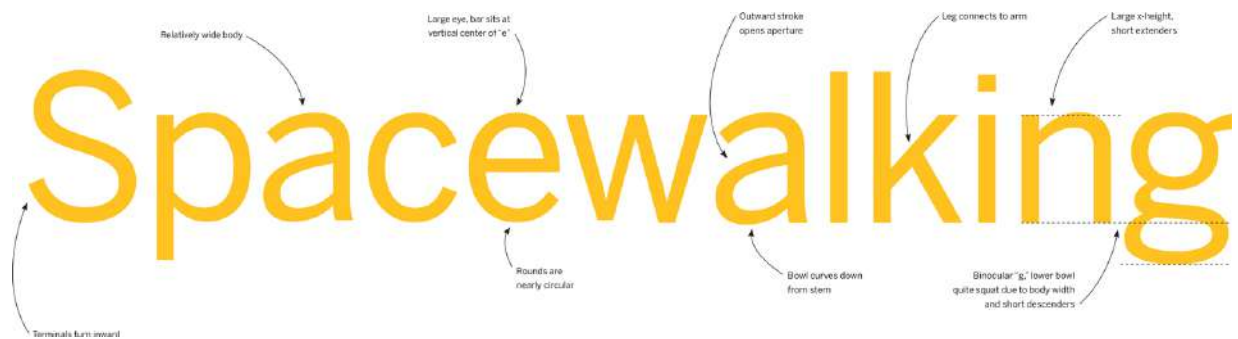 Relatively wide body
Large eye, bar sits at
vertical center of "e"
Outward stroke
opens aperture
Leg connects to arm
Large x-height,
short extenders
Spacewalking
Rounds are
nearly circular
Bowl curves down
from stem
Binocular "g," lower bowl
quite squat due to body width
and short descenders
Terminals turn inward